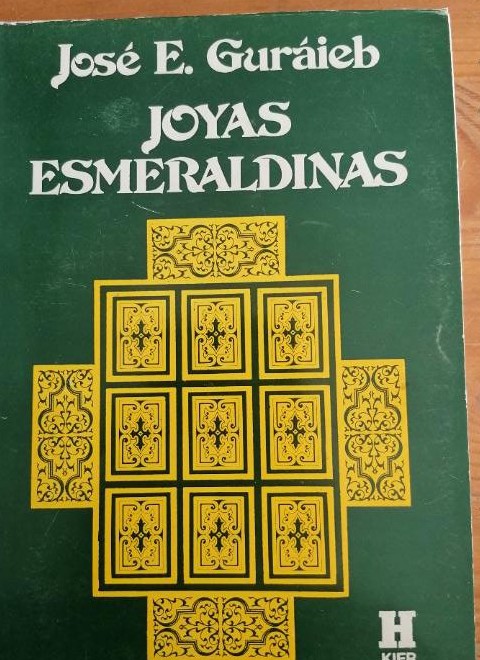 José E. Guráieb
JOYAS
ESMERALDINAS
H
KIER